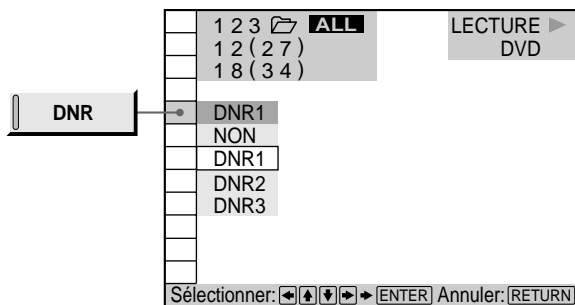 1 2 3 ALL
1 2 ( 2 7 )
1 8 ( 3 4 )
LECTURE
DVD
DNR
DNR1
NON
DNR1
DNR2
DNR3
Sélectionner: ENTER Annuler: RETURN